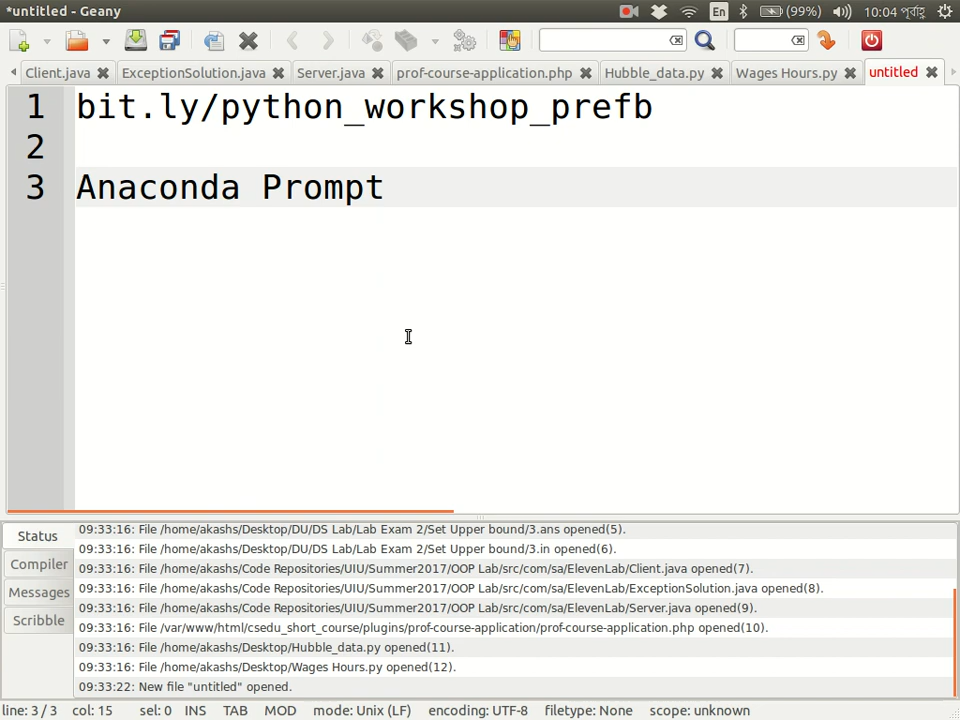 *untitled - Geany
En
(99%)
10:04 পূর্বাহ্ন
Client.java
ExceptionSolution.java
Server.java
prof-course-application.php
Hubble_data.py
Wages Hours.py
untitled
1 bit.ly/python_workshop_prefb
2
3 Anaconda Prompt
Status
Compiler
Messages
Scribble
09:33:16: File /home/akashs/Desktop/DU/DS Lab/Lab Exam 2/Set Upper bound/3.ans opened(5).
09:33:16: File /home/akashs/Desktop/DU/DS Lab/Lab Exam 2/Set Upper bound/3.in opened(6).
09:33:16: File /home/akashs/Code Repositories/UIU/Summer2017/OOP Lab/src/com/sa/ElevenLab/Client.java opened(7).
09:33:16: File /home/akashs/Code Repositories/UIU/Summer2017/OOP Lab/src/com/sa/ElevenLab/ExceptionSolution.java opened(8).
09:33:16: File /home/akashs/Code Repositories/UIU/Summer2017/OOP Lab/src/com/sa/ElevenLab/Server.java opened(9).
09:33:16: File /var/www/html/csedu_short_course/plugins/prof-course-application/prof-course-application.php opened(10).
09:33:16: File /home/akashs/Desktop/Hubble_data.py opened(11).
09:33:16: File /home/akashs/Desktop/Wages Hours.py opened(12).
09:33:22: New file "untitled" opened.
line: 3 / 3 col: 15 sel: 0 INS TAB MOD mode: Unix (LF) encoding: UTF-8 filetype: None scope: unknown